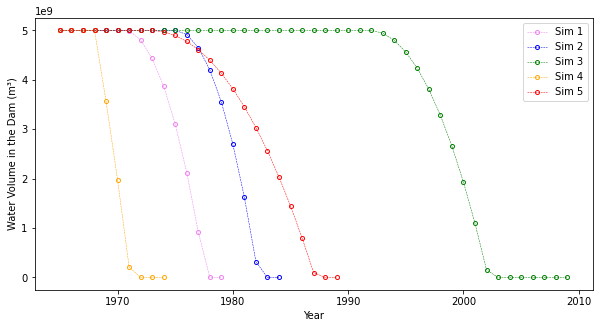 1e9
Water Volume in the Dam (m³)
5
4
3
2
1
0
Sim 1
Sim 2
Sim 3
Sim 4
Sim 5
1970 1980 1990 2000 2010
Year